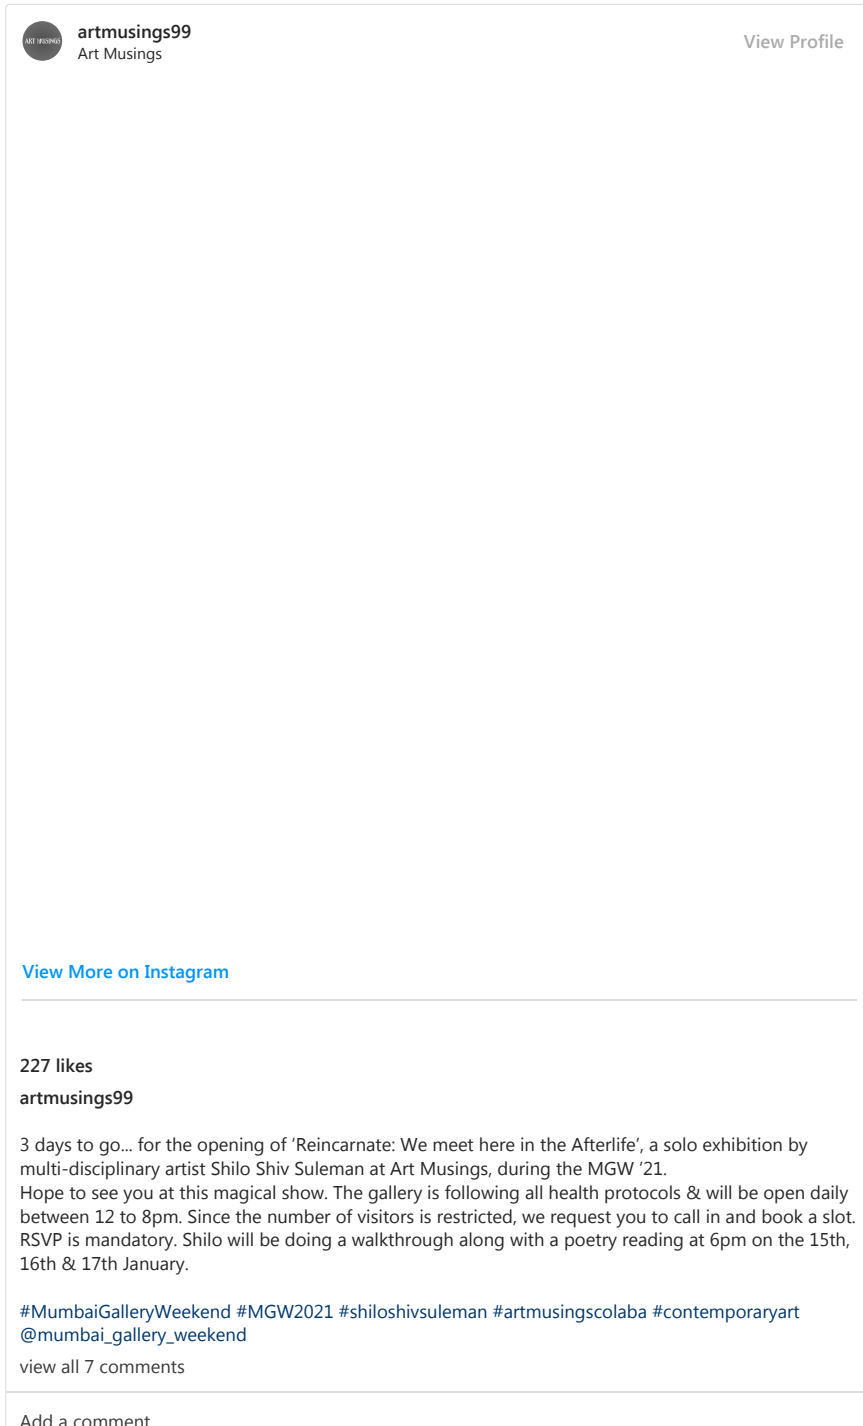 ART MUSINGS
artmusings99
Art Musings
View Profile
View More on Instagram
227 likes
artmusings99
3 days to go... for the opening of ‘Reincarnate: We meet here in the Afterlife’, a solo exhibition by
multi-disciplinary artist Shilo Shiv Suleman at Art Musings, during the MGW ’21.
Hope to see you at this magical show. The gallery is following all health protocols & will be open daily
between 12 to 8pm. Since the number of visitors is restricted, we request you to call in and book a slot.
RSVP is mandatory. Shilo will be doing a walkthrough along with a poetry reading at 6pm on the 15th,
16th & 17th January.
#MumbaiGalleryWeekend #MGW2021 #shiloshivsuleman #artmusingscolaba #contemporaryart
@mumbai_gallery_weekend
view all 7 comments
Add a comment